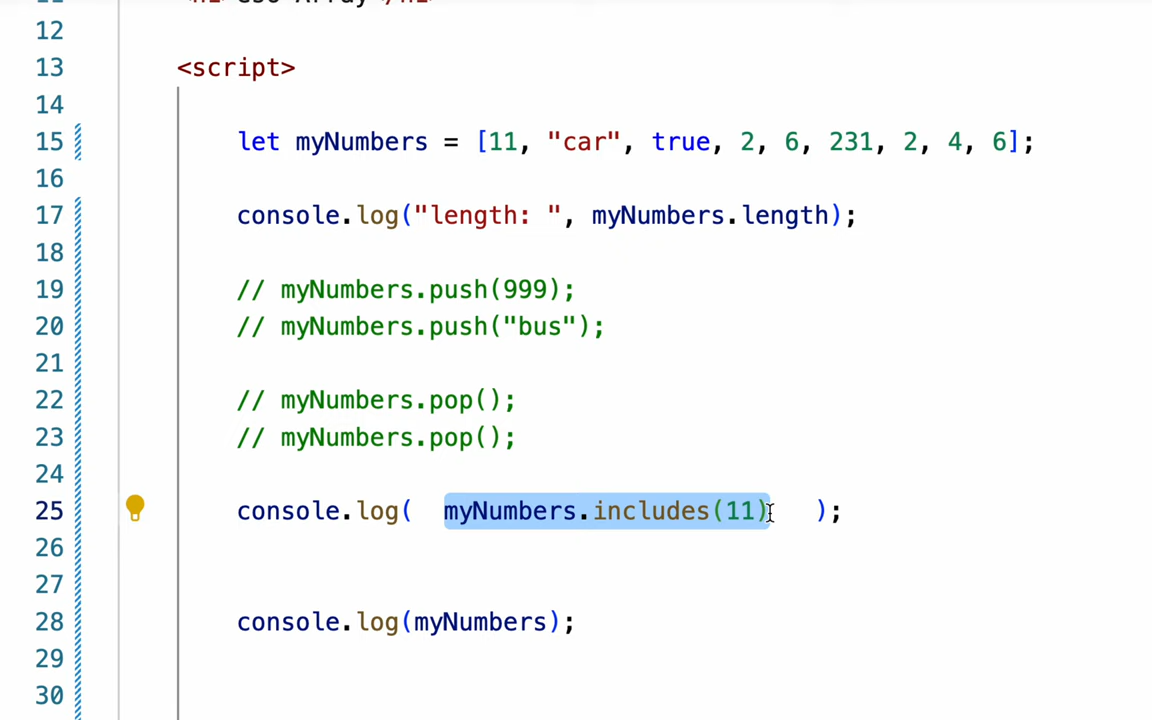 12
13 <script>
14
15 let myNumbers = [11, "car", true, 2, 6, 231, 2, 4, 6];
16
17 console.log("length: ", myNumbers.length);
18
19 // myNumbers.push(999);
20 // myNumbers.push("bus");
21
22 // myNumbers.pop();
23 // myNumbers.pop();
24
25 console.log(  myNumbers.includes(11)   );
26
27
28 console.log(myNumbers);
29
30